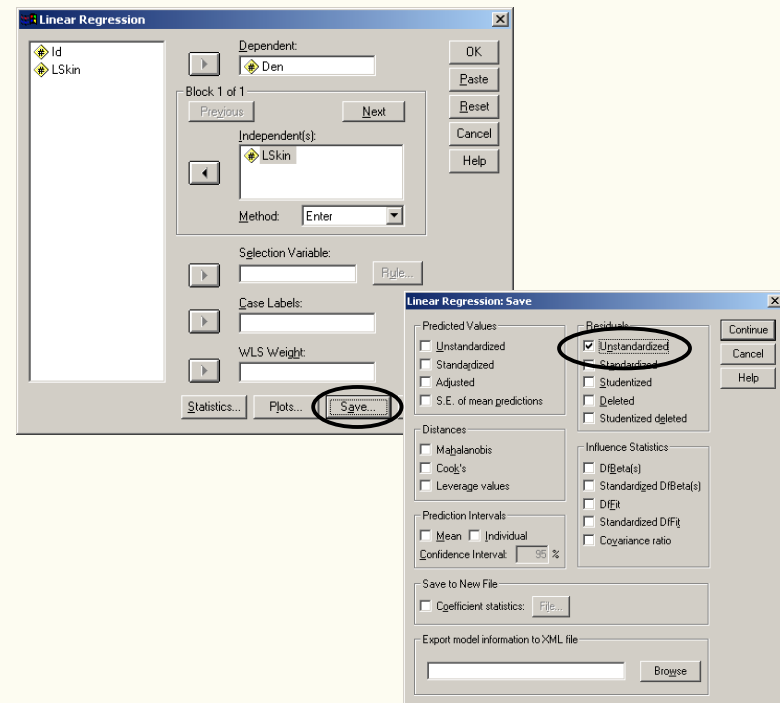 Linear Regression
Id
LSkin
Dependent:
Den
Block 1 of 1
Previous
Next
Independent(s):
LSkin
Method:
Enter
Selection Variable:
Rule...
Case Labels:
WLS Weight:
Statistics...
Plots...
Save...
OK
Paste
Reset
Cancel
Help
Linear Regression: Save
Predicted Values
Unstandardized
Standardized
Adjusted
S.E. of mean predictions
Distances
Mahalanobis
Cook's
Leverage values
Prediction Intervals
Mean Individual
Confidence Interval: 95 %
Residuals
Unstandardized
Standardized
Studentized
Deleted
Studentized deleted
Influence Statistics
DfBeta(s)
Standardized DfBeta(s)
DfFit
Standardized DfFit
Covariance ratio
Continue
Cancel
Help
Save to New File
Coefficient statistics: File...
Export model information to XML file
Browse